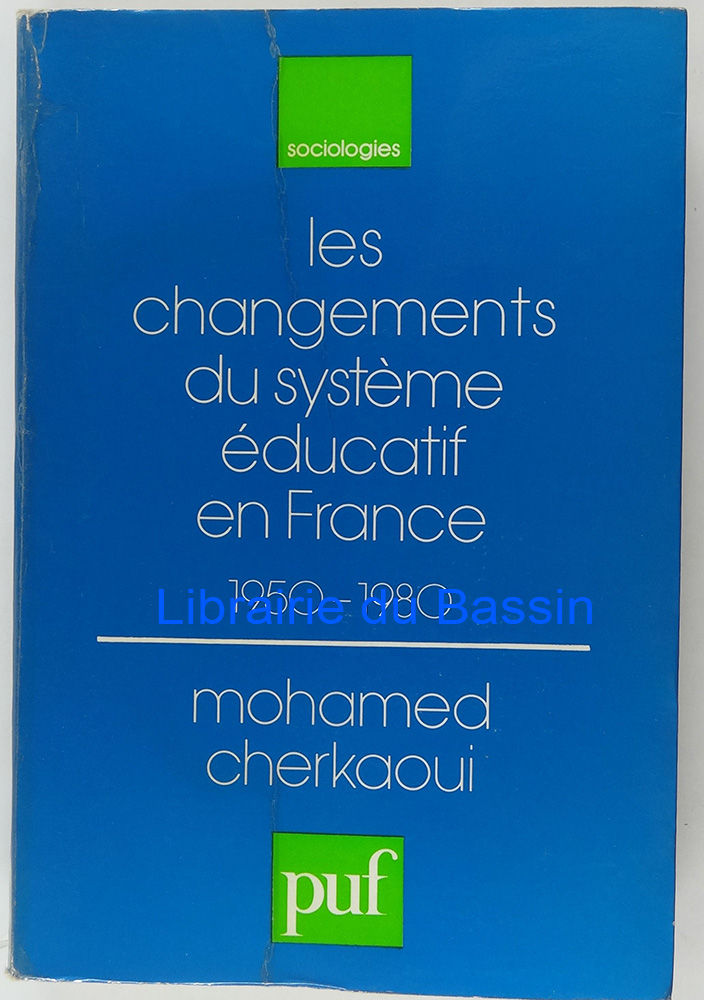 sociologies
les
changements
du système
éducatif
en France
1950-1980
Librairie du Bassin
mohamed
cherkaoui
puf